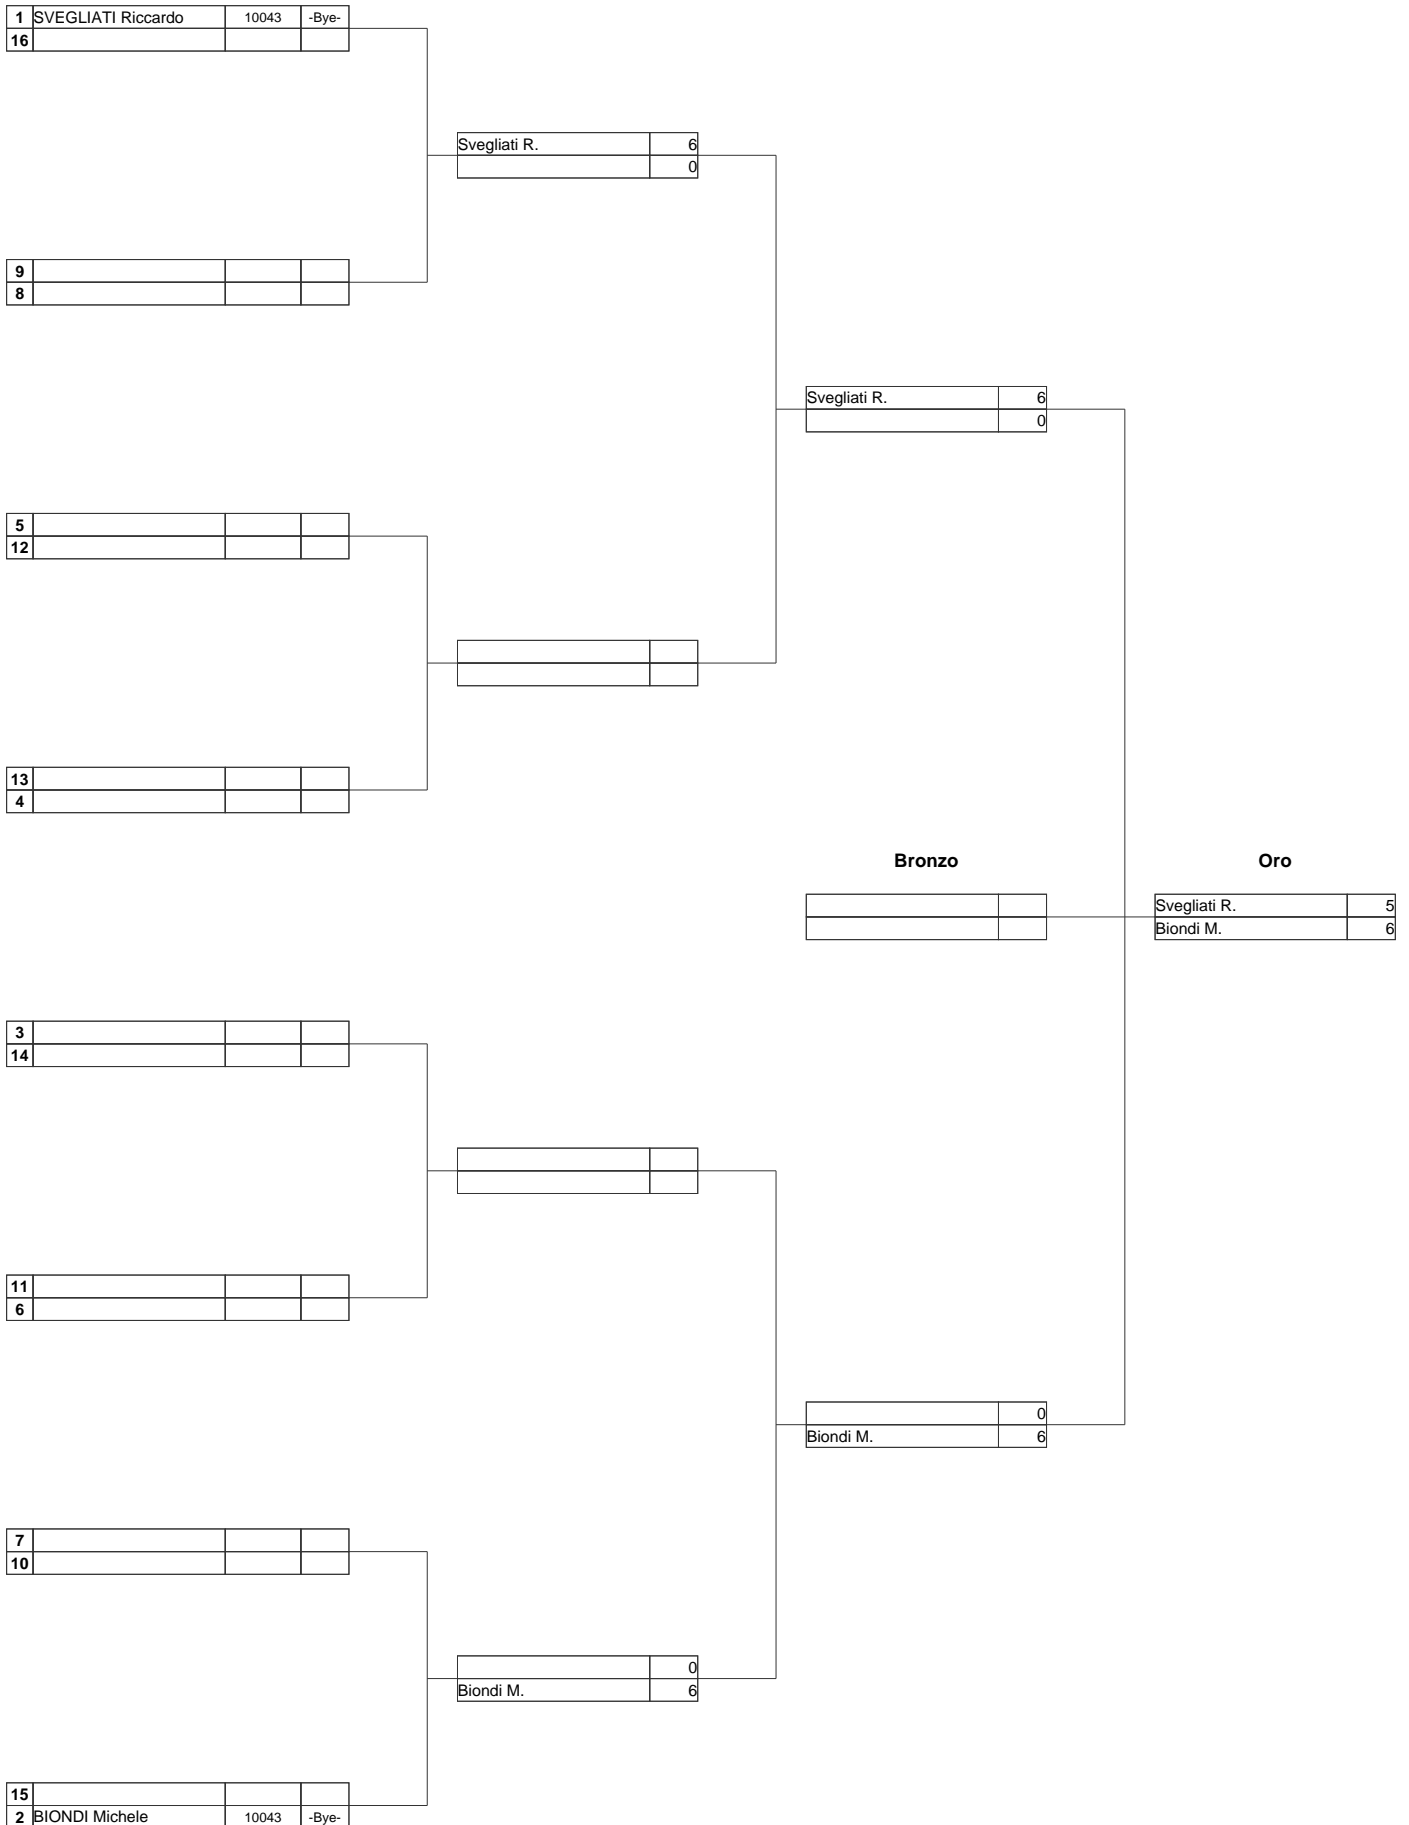 1 SVEGLIATI Riccardo 10043 -Bye-
16
Svegliati R. 6
0
9
8
Svegliati R. 6
0
5
12
13
4
Bronzo Oro
Svegliati R. 5
Biondi M. 6
3
14
11
6
0
Biondi M. 6
7
10
0
Biondi M. 6
15
2 BIONDI Michele 10043 -Bye-